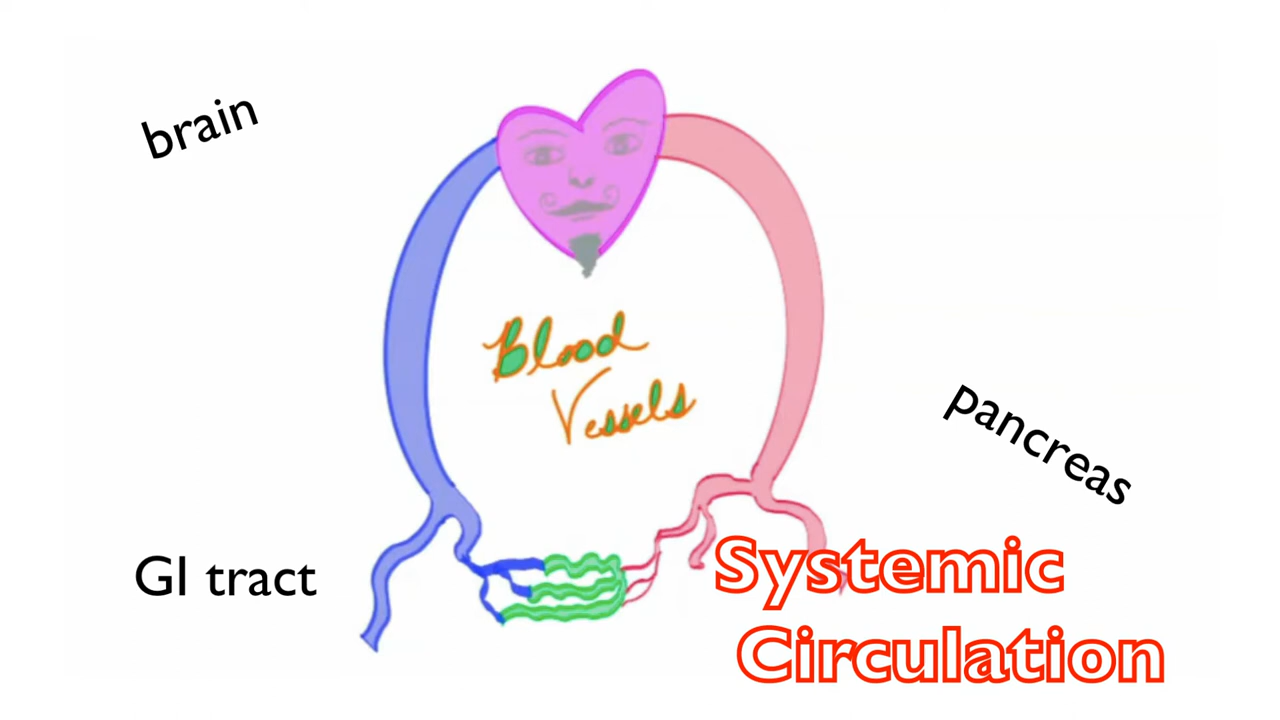 brain
Blood
Vessels
pancreas
GI tract
Systemic
Circulation